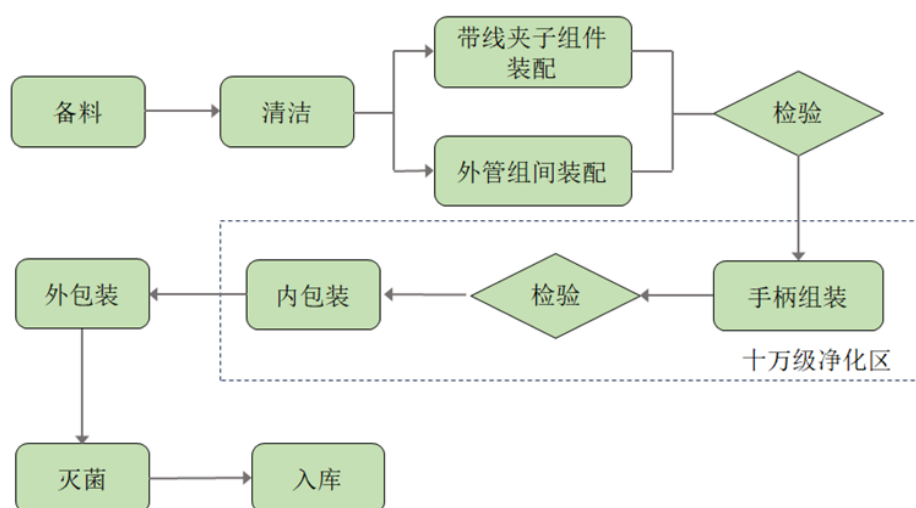 备料
清洁
带线夹子组件
装配
外管组间装配
检验
手柄组装
检验
内包装
外包装
十万级净化区
灭菌
入库